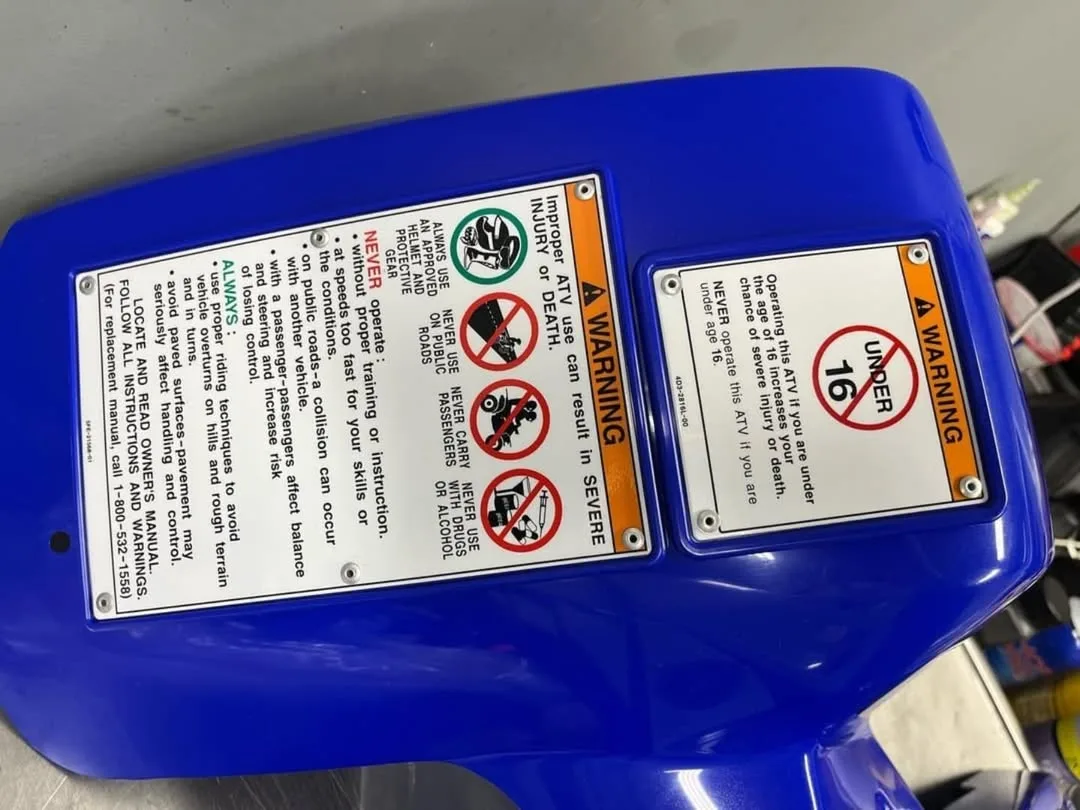 WARNING
UNDER
16
Operating this ATV if you are under
the age of 16 increases your
chance of severe injury or death.
NEVER operate this ATV if you are
under age 16.
4D3-2816L-00
WARNING
Improper ATV use can result in SEVERE
INJURY or DEATH.
ALWAYS USE
AN APPROVED
HELMET AND
PROTECTIVE
GEAR
NEVER USE
ON PUBLIC
ROADS
NEVER CARRY
PASSENGERS
NEVER USE
WITH DRUGS
OR ALCOHOL
NEVER operate :
• without proper training or instruction.
• at speeds too fast for your skills or
the conditions.
• on public roads-a collision can occur
with another vehicle.
• with a passenger-passengers affect balance
and steering and increase risk
of losing control.
ALWAYS :
• use proper riding techniques to avoid
vehicle overturns on hills and rough terrain
and in turns.
• avoid paved surfaces-pavement may
seriously affect handling and control.
LOCATE AND READ OWNER'S MANUAL.
FOLLOW ALL INSTRUCTIONS AND WARNINGS.
(For replacement manual, call 1-800-532-1558)